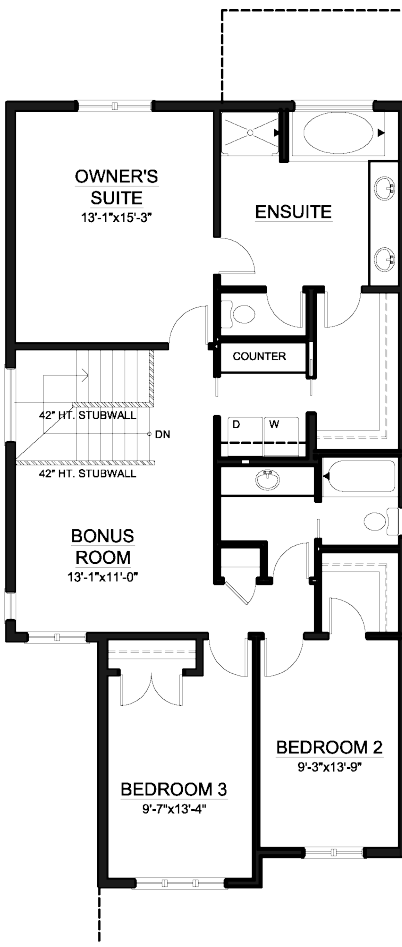 OWNER'S
SUITE
13'-1"x15'-3"
ENSUITE
COUNTER
42" HT. STUBWALL
D W
DN
42" HT. STUBWALL
BONUS
ROOM
13'-1"x11'-0"
BEDROOM 2
9'-3"x13'-9"
BEDROOM 3
9'-7"x13'-4"